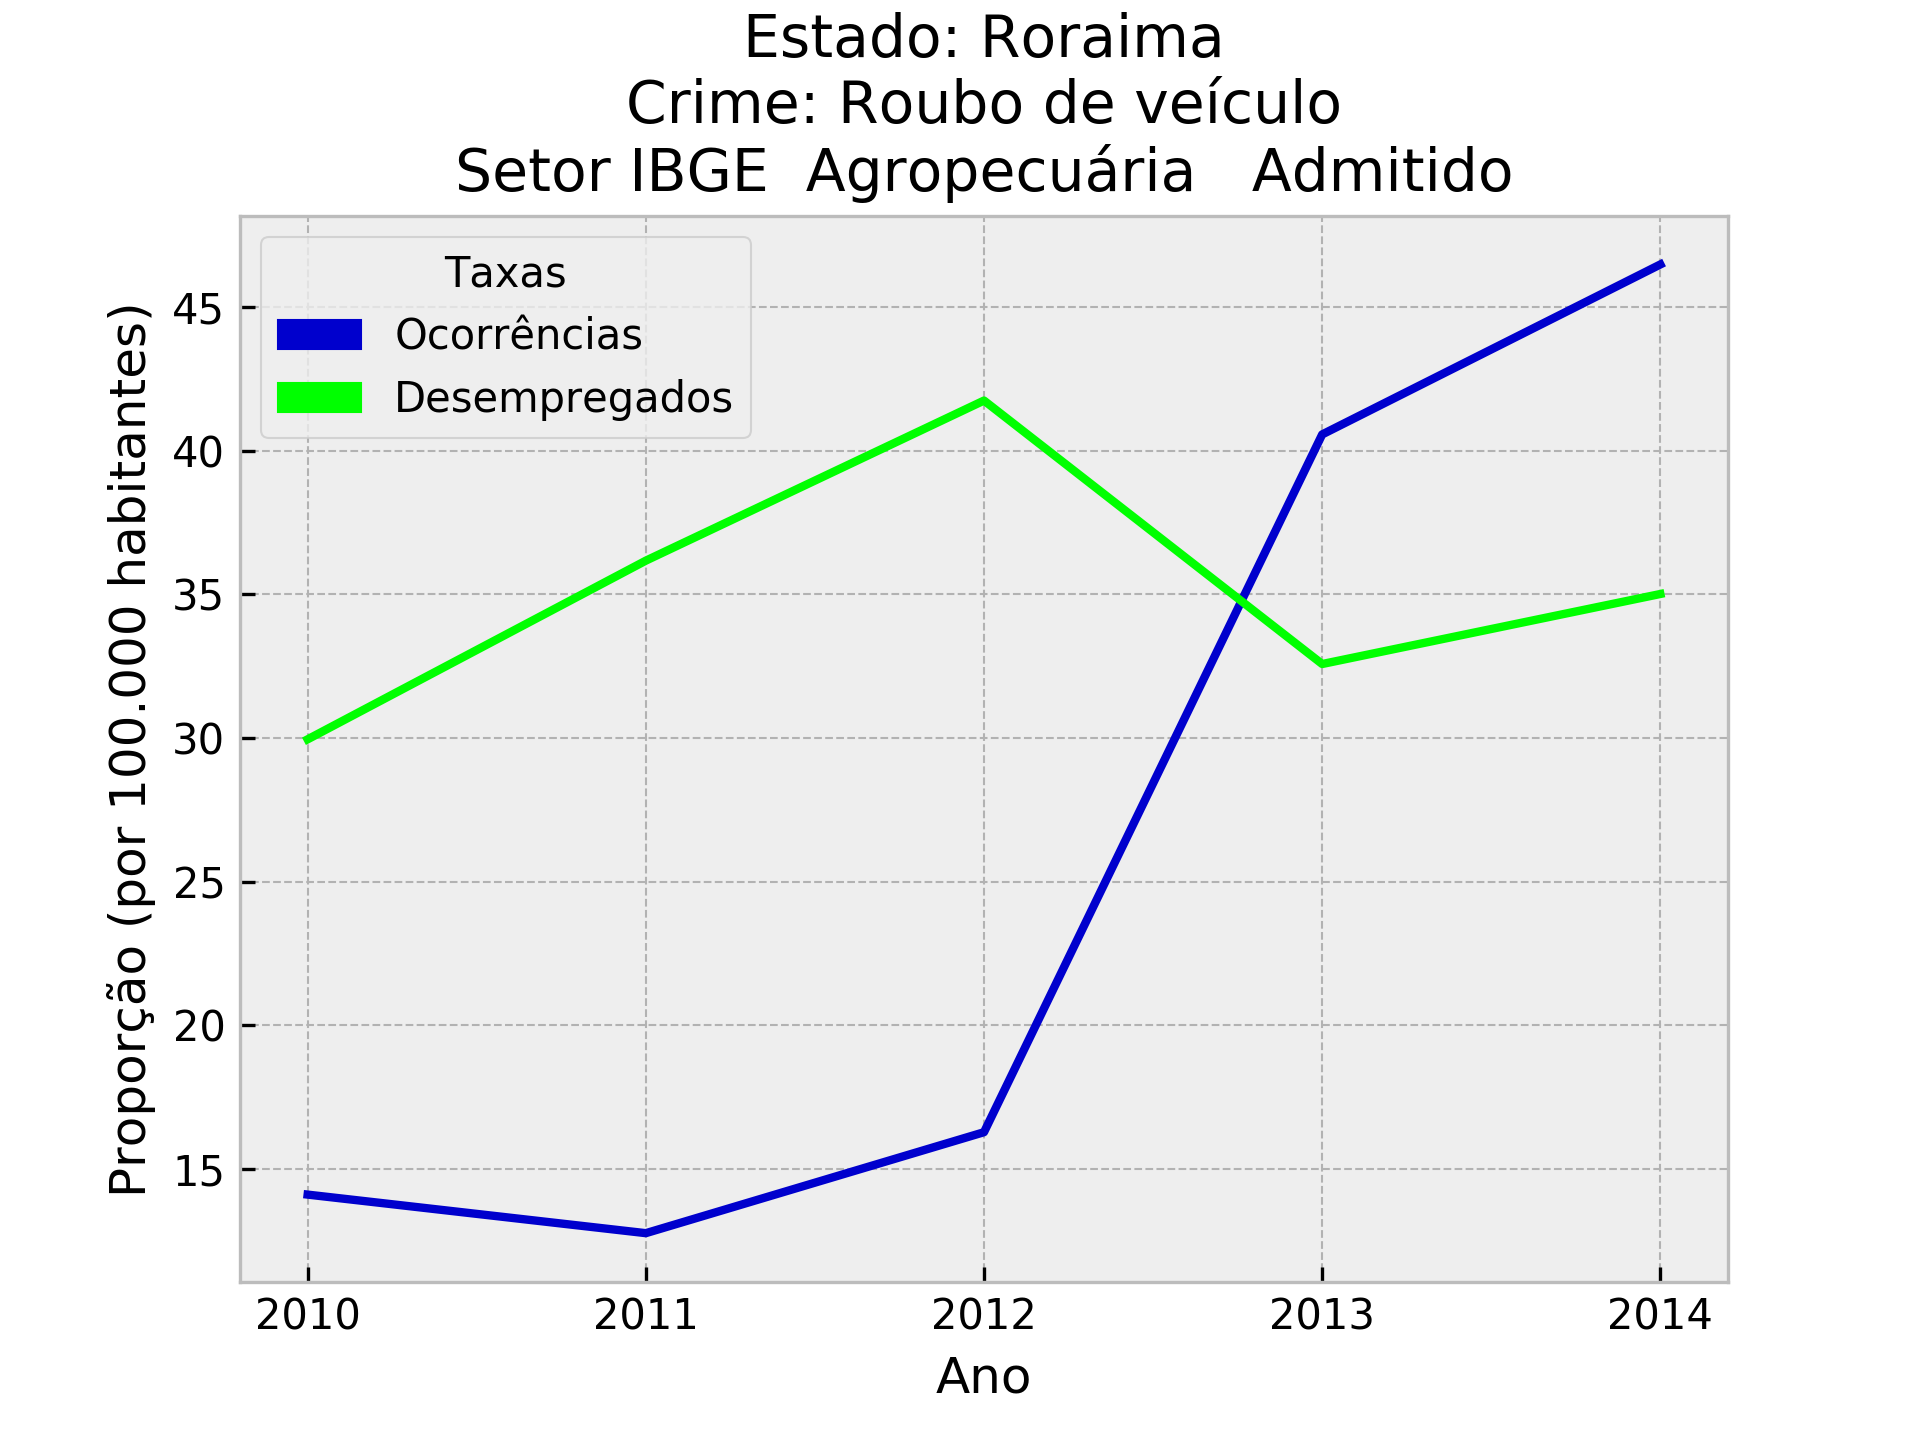 Estado: Roraima
Crime: Roubo de veículo
Setor IBGE  Agropecuária   Admitido
Taxas
Ocorrências
Desempregados
Proporção (por 100.000 habitantes)
45
40
35
30
25
20
15
2010 2011 2012 2013 2014
Ano